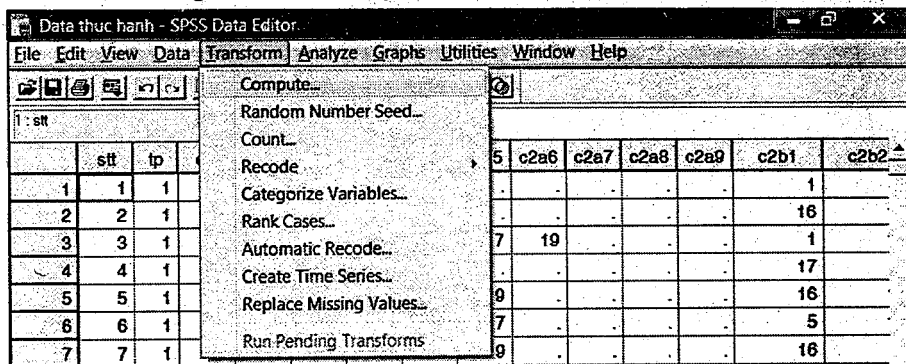 Data thuc hanh - SPSS Data Editor
File Edit View Data Transform Analyze Graphs Utilities Window Help
1 : stt
Compute...
Random Number Seed...
Count...
Recode
Categorize Variables...
Rank Cases...
Automatic Recode...
Create Time Series...
Replace Missing Values...
Run Pending Transforms
stt tp 5 c2a6 c2a7 c2a8 c2a9 c2b1 c2b2
1 1 1 . . . . . 1
2 2 1 . . . . . 16
3 3 1 7 19 . . . 1
4 4 1 . . . . . 17
5 5 1 9 . . . . 16
6 6 1 7 . . . . 5
7 7 1 9 . . . . 16